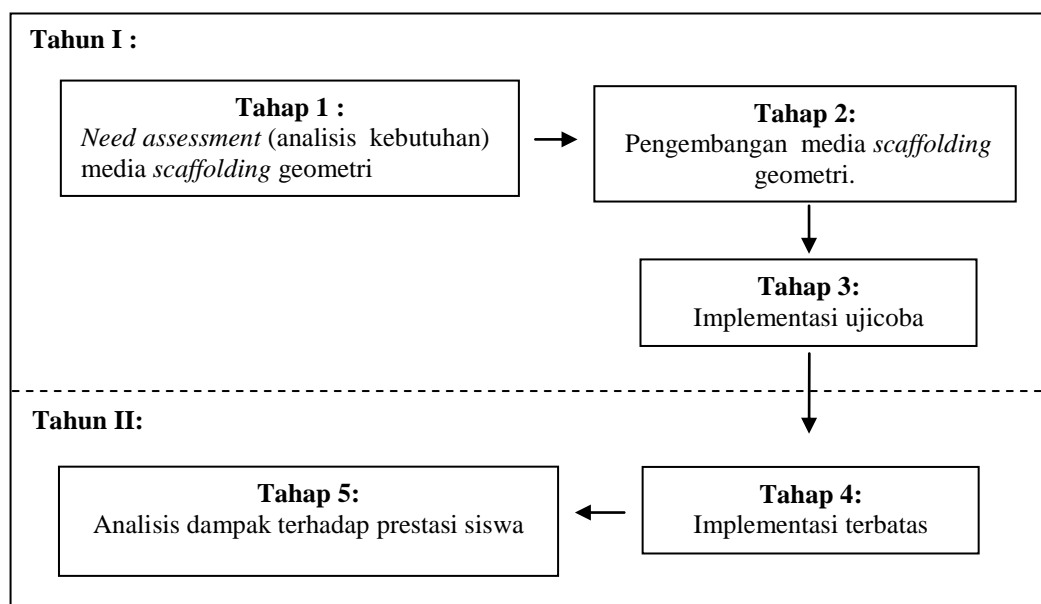 Tahun I :
Tahap 1 :
Need assessment (analisis kebutuhan)
media scaffolding geometri
Tahap 2:
Pengembangan media scaffolding
geometri.
Tahap 3:
Implementasi ujicoba
Tahun II:
Tahap 4:
Implementasi terbatas
Tahap 5:
Analisis dampak terhadap prestasi siswa